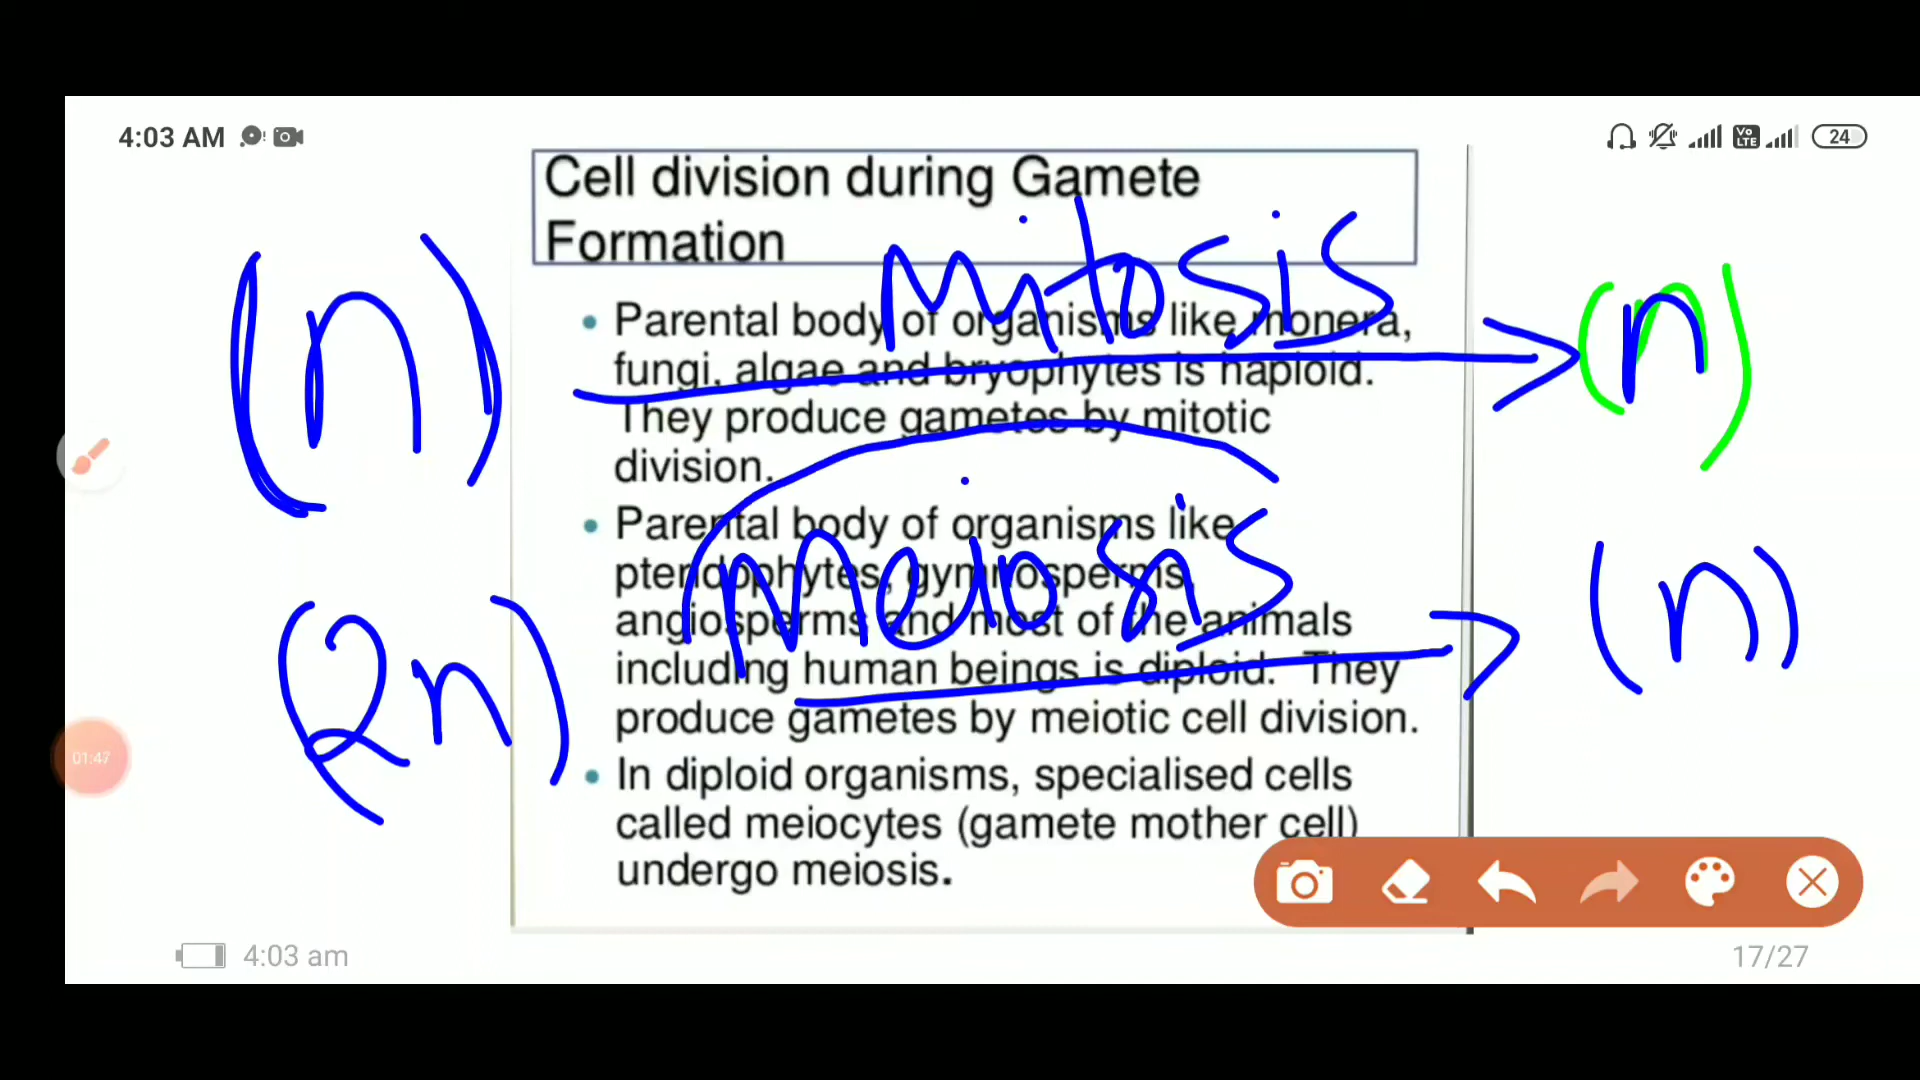 4:03 AM
24
Cell division during Gamete
Formation
mitosis
(n)
(n)
Parental body of organisms like monera,
fungi, algae and bryophytes is haploid.
They produce gametes by mitotic
division.
Parental body of organisms like
pteridophytes, gymnosperms,
angiosperms and most of the animals
including human beings is diploid. They
produce gametes by meiotic cell division.
meiosis
(2n)
(n)
In diploid organisms, specialised cells
called meiocytes (gamete mother cell)
undergo meiosis.
01:47
4:03 am
17/27